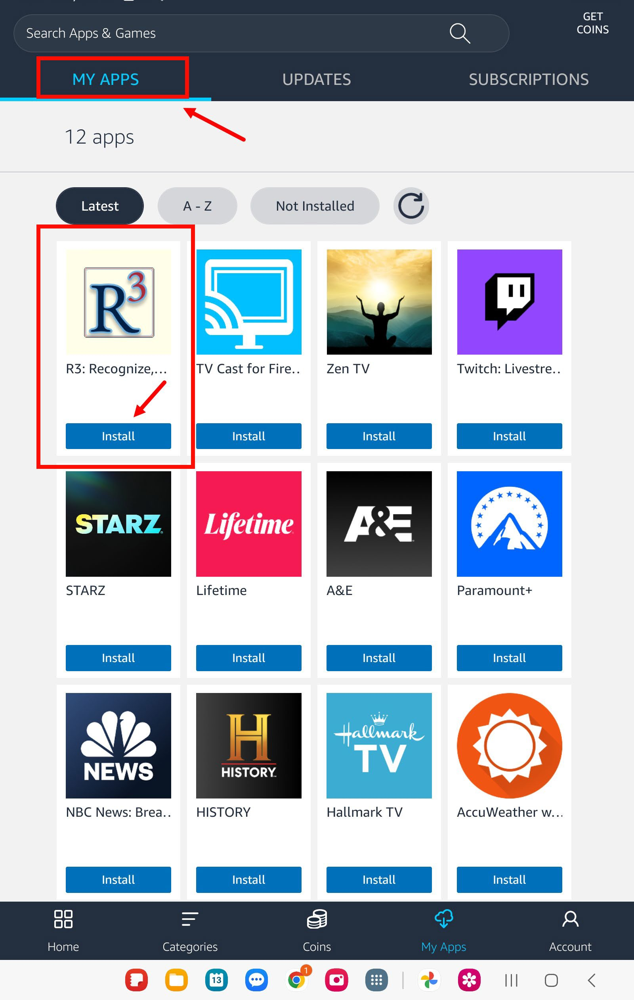 Search Apps & Games
GET
COINS
MY APPS
UPDATES
SUBSCRIPTIONS
12 apps
Latest
A - Z
Not Installed
R3
R3: Recognize,...
TV Cast for Fire..
Zen TV
Twitch: Livestre..
Install
Install
Install
Install
STARZ
Lifetime
A&E
STARZ
Lifetime
A&E
Paramount+
Install
Install
Install
Install
NEWS
H
HISTORY
Hallmark
TV
NBC News: Brea..
HISTORY
Hallmark TV
AccuWeather w...
Install
Install
Install
Install
Home
Categories
Coins
My Apps
Account
13
1